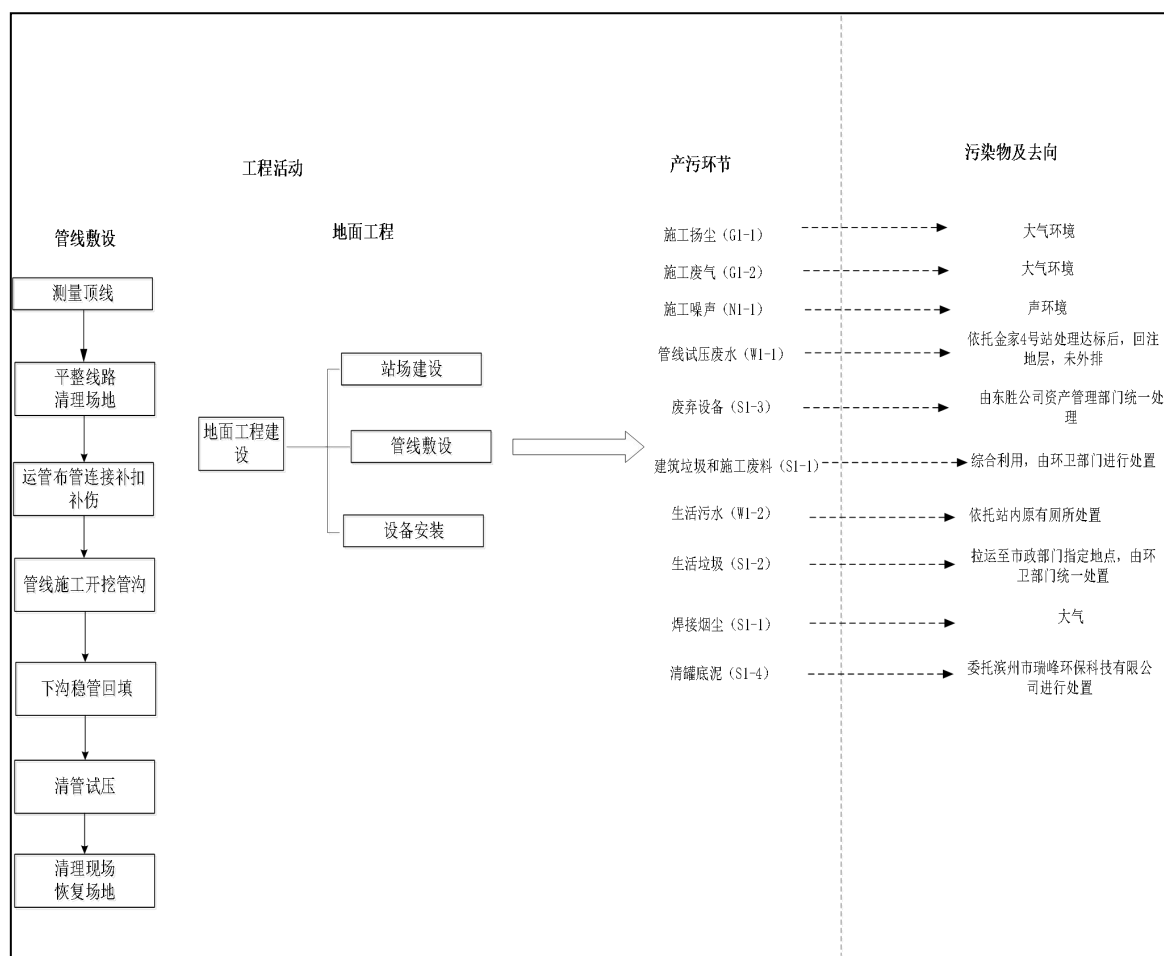 工程活动
产污环节
污染物及去向
管线敷设
地面工程
测量顶线
平整线路
清理场地
运管布管连接补扣
补伤
管线施工开挖管沟
下沟稳管回填
清管试压
清理现场
恢复场地
地面工程建
设
站场建设
管线敷设
设备安装
施工扬尘（G1-1）
大气环境
施工废气（G1-2）
大气环境
施工噪声（N1-1）
声环境
管线试压废水（W1-1）
依托金家4号站处理达标后，回注
地层，未外排
废弃设备（S1-3）
由东胜公司资产管理部门统一处
理
建筑垃圾和施工废料（S1-1）
综合利用，由环卫部门进行处置
生活污水（W1-2）
依托站内原有厕所处置
生活垃圾（S1-2）
拉运至市政部门指定地点，由环
卫部门统一处置
焊接烟尘（S1-1）
大气
清罐底泥（S1-4）
委托滨州市瑞峰环保科技有限公
司进行处置